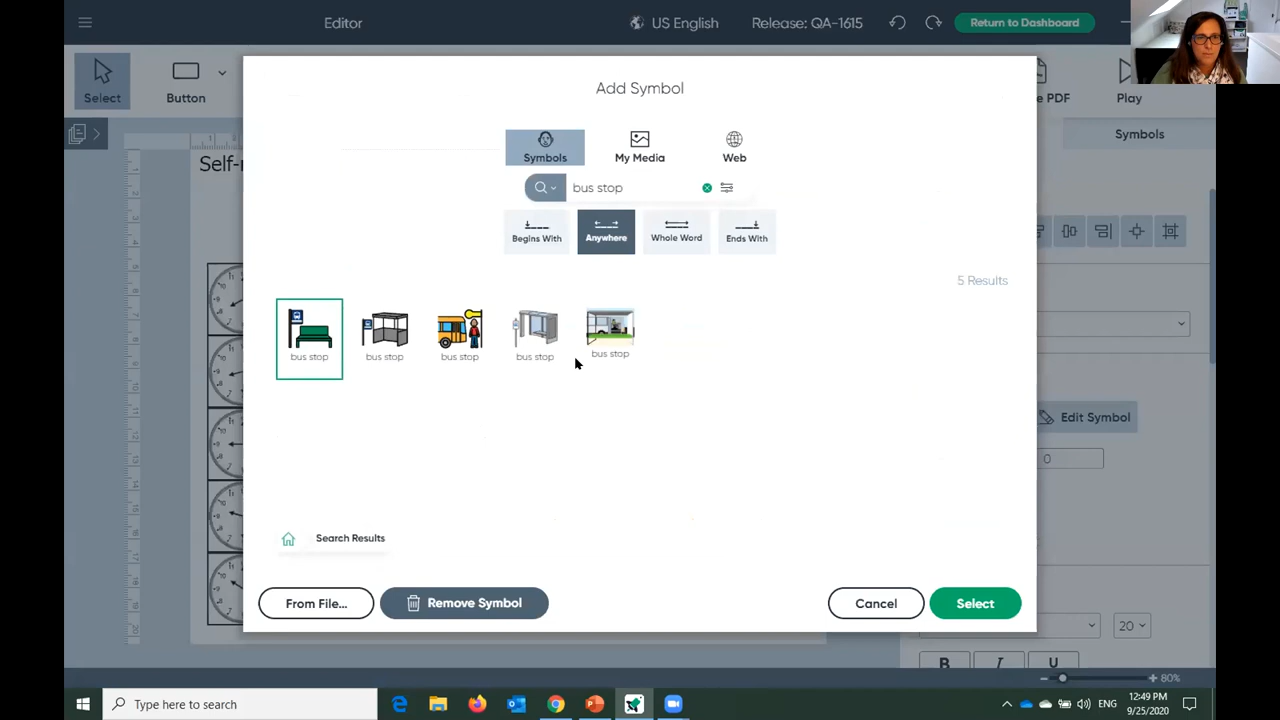 Editor
US English
Release: QA-1615
Return to Dashboard
Select
Button
PDF
Play
Symbols
Self-
Add Symbol
Symbols
My Media
Web
bus stop
Begins With
Anywhere
Whole Word
Ends With
5 Results
bus stop
bus stop
bus stop
bus stop
bus stop
Edit Symbol
0
Search Results
From File...
Remove Symbol
Cancel
Select
20
B I U
80%
Type here to search
ENG
12:49 PM
9/25/2020